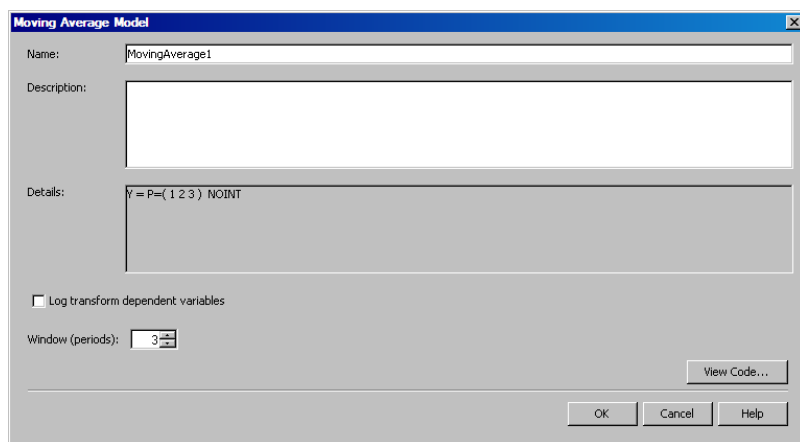 Moving Average Model
Name: MovingAverage1
Description:
Details: Y = P=( 1 2 3 ) NOINT
Log transform dependent variables
Window (periods): 3
View Code...
OK Cancel Help